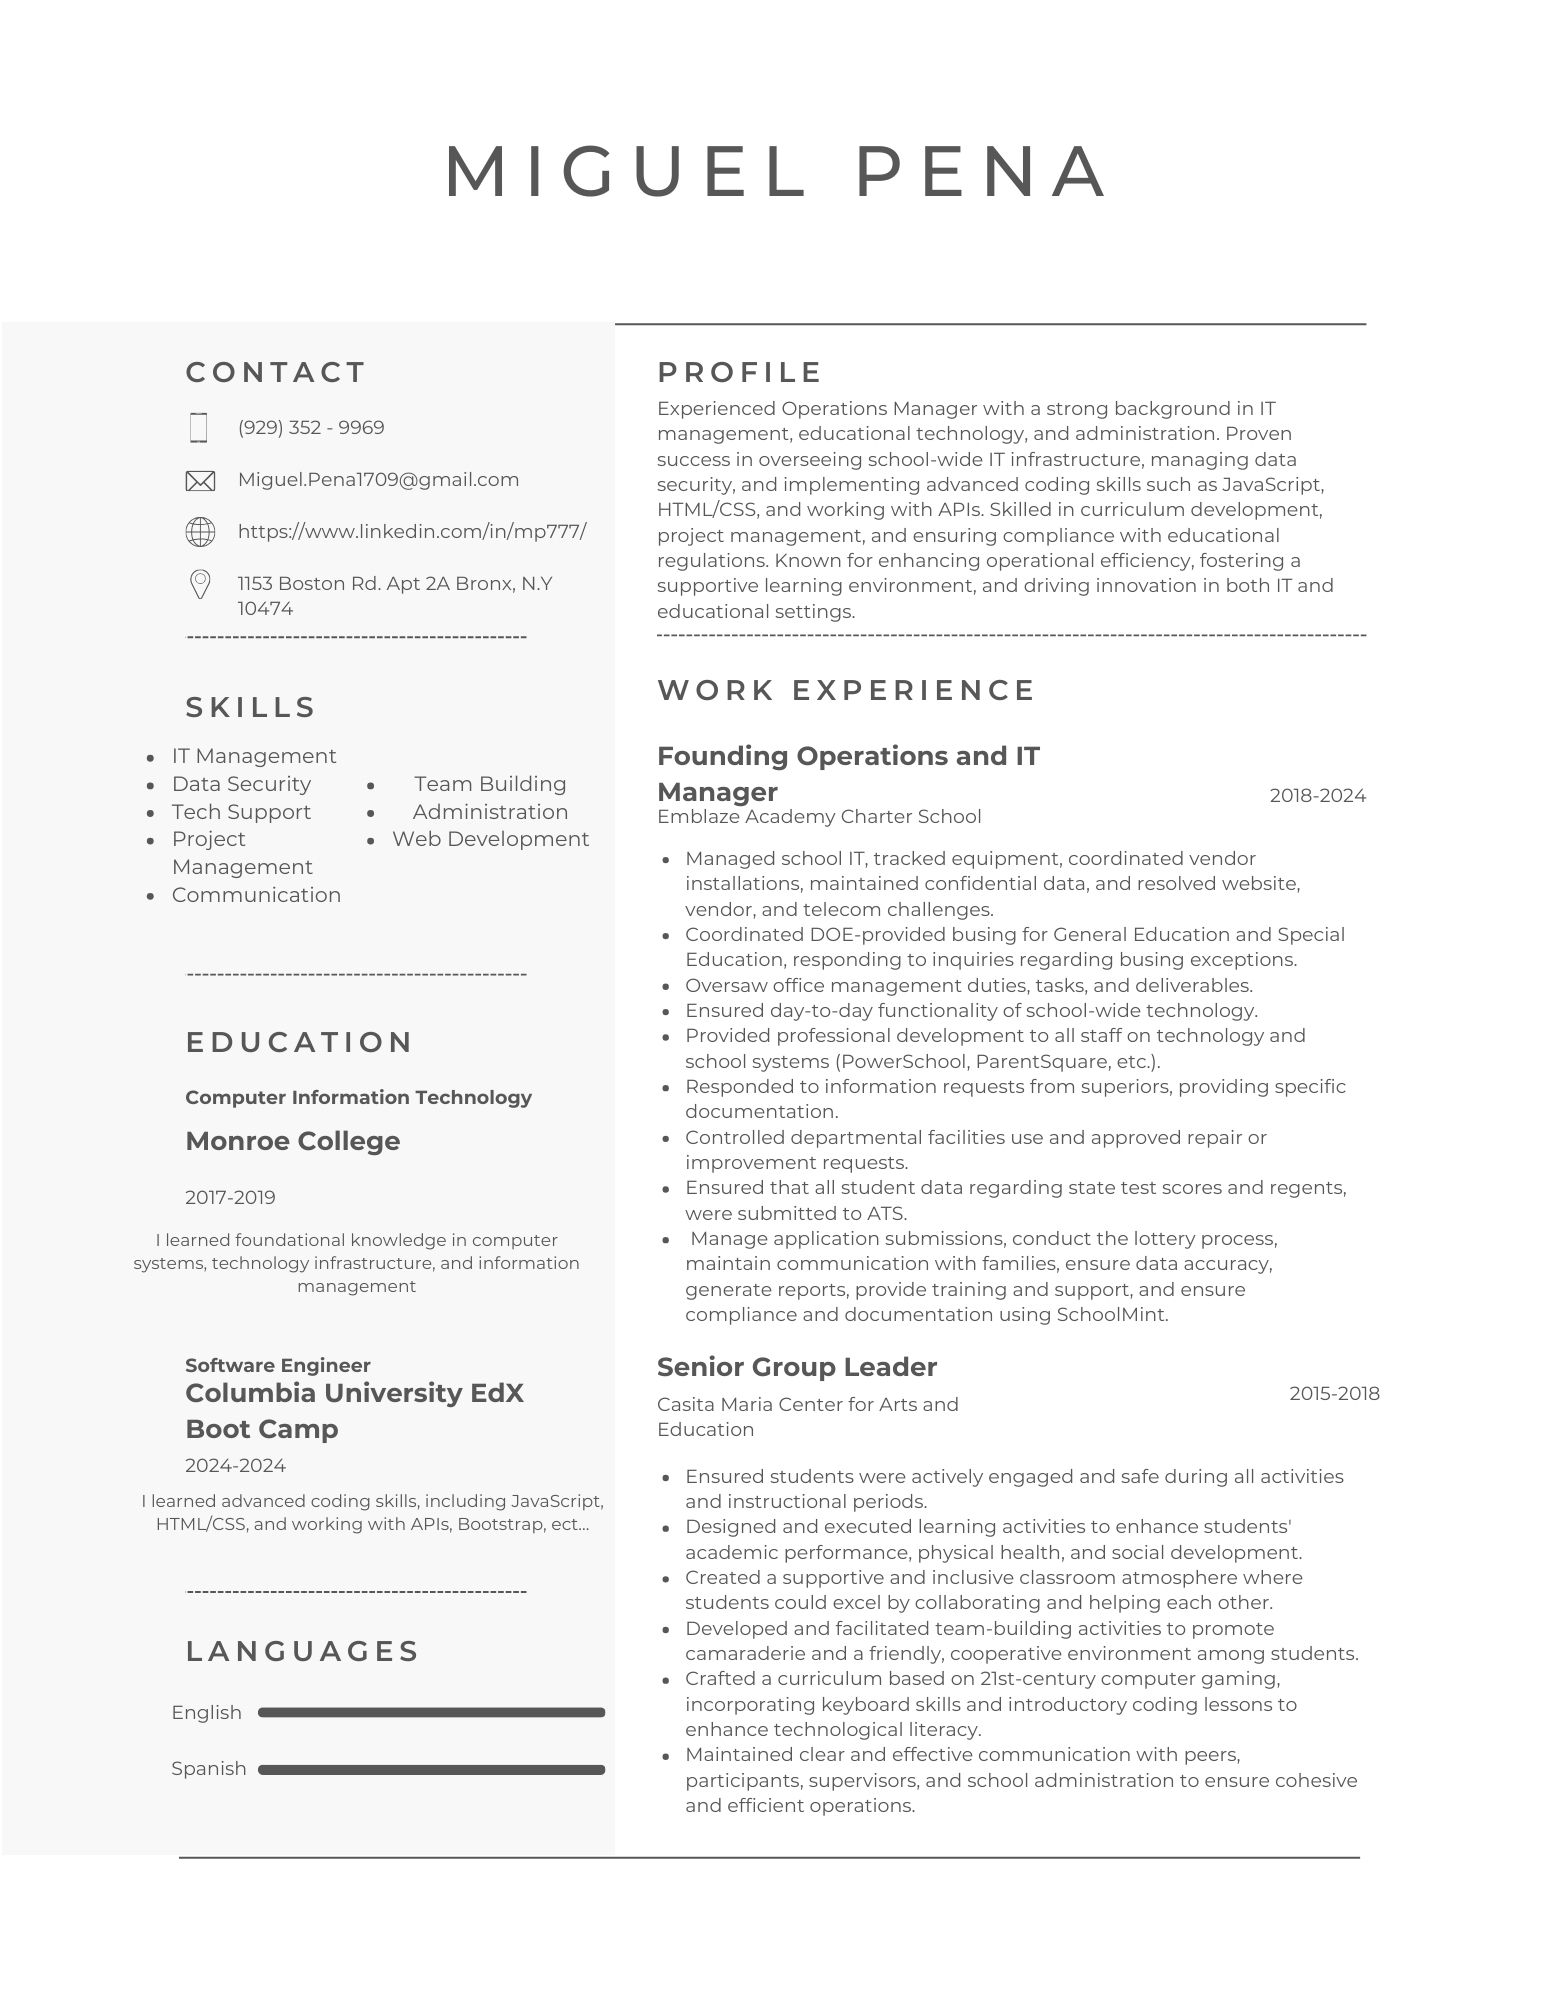 MIGUEL PENA
CONTACT
(929) 352 - 9969
Miguel.Pena1709@gmail.com
https://www.linkedin.com/in/mp777/
1153 Boston Rd. Apt 2A Bronx, N.Y
10474
SKILLS
IT Management
Data Security
Tech Support
Project
Management
Communication
Team Building
Administration
Web Development
EDUCATION
Computer Information Technology
Monroe College
2017-2019
I learned foundational knowledge in computer
systems, technology infrastructure, and information
management
Software Engineer
Columbia University EdX
Boot Camp
2024-2024
I learned advanced coding skills, including JavaScript,
HTML/CSS, and working with APIs, Bootstrap, ect...
LANGUAGES
English
Spanish
PROFILE
Experienced Operations Manager with a strong background in IT
management, educational technology, and administration. Proven
success in overseeing school-wide IT infrastructure, managing data
security, and implementing advanced coding skills such as JavaScript,
HTML/CSS, and working with APIs. Skilled in curriculum development,
project management, and ensuring compliance with educational
regulations. Known for enhancing operational efficiency, fostering a
supportive learning environment, and driving innovation in both IT and
educational settings.
WORK EXPERIENCE
Founding Operations and IT
Manager
2018-2024
Emblaze Academy Charter School
Managed school IT, tracked equipment, coordinated vendor
installations, maintained confidential data, and resolved website,
vendor, and telecom challenges.
Coordinated DOE-provided busing for General Education and Special
Education, responding to inquiries regarding busing exceptions.
Oversaw office management duties, tasks, and deliverables.
Ensured day-to-day functionality of school-wide technology.
Provided professional development to all staff on technology and
school systems (PowerSchool, ParentSquare, etc.).
Responded to information requests from superiors, providing specific
documentation.
Controlled departmental facilities use and approved repair or
improvement requests.
Ensured that all student data regarding state test scores and regents,
were submitted to ATS.
Manage application submissions, conduct the lottery process,
maintain communication with families, ensure data accuracy,
generate reports, provide training and support, and ensure
compliance and documentation using SchoolMint.
Senior Group Leader
2015-2018
Casita Maria Center for Arts and
Education
Ensured students were actively engaged and safe during all activities
and instructional periods.
Designed and executed learning activities to enhance students'
academic performance, physical health, and social development.
Created a supportive and inclusive classroom atmosphere where
students could excel by collaborating and helping each other.
Developed and facilitated team-building activities to promote
camaraderie and a friendly, cooperative environment among students.
Crafted a curriculum based on 21st-century computer gaming,
incorporating keyboard skills and introductory coding lessons to
enhance technological literacy.
Maintained clear and effective communication with peers,
participants, supervisors, and school administration to ensure cohesive
and efficient operations.